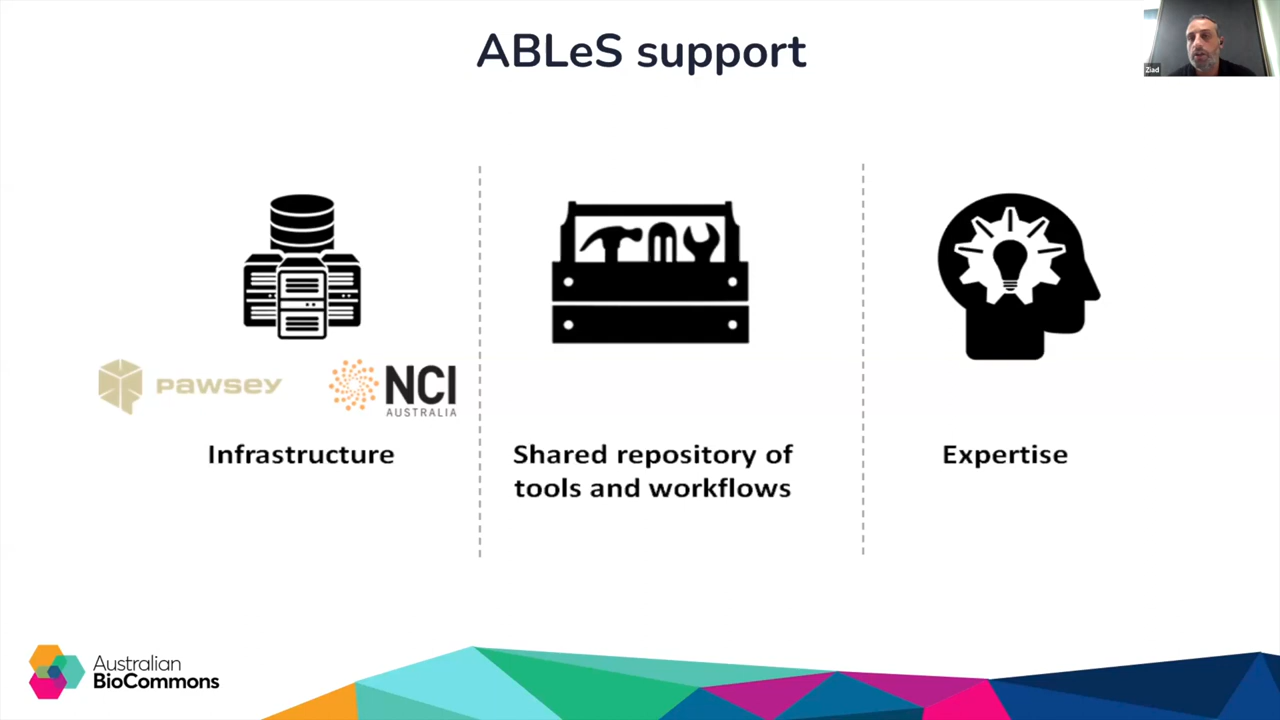 ABLeS support
Ziad
PAWSEY
NCI
AUSTRALIA
Infrastructure
Shared repository of
tools and workflows
Expertise
Australian
BioCommons